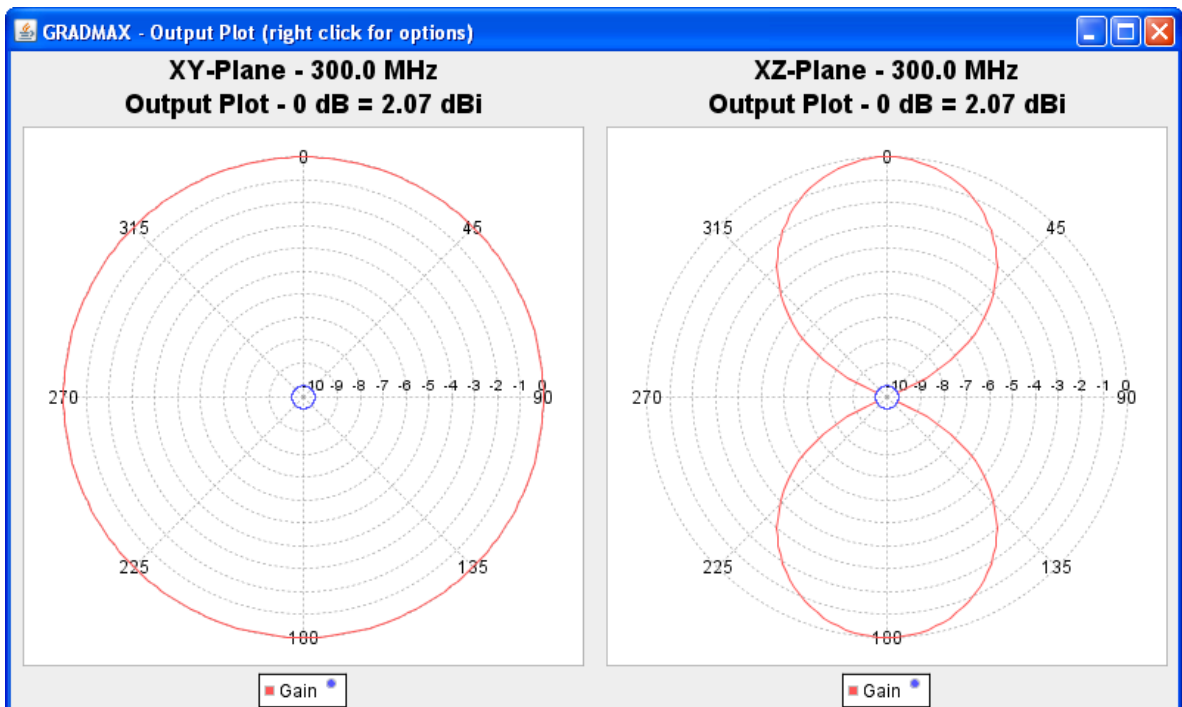 GRADMAX - Output Plot (right click for options)
XY-Plane - 300.0 MHz
Output Plot - 0 dB = 2.07 dBi
0
315
45
-10 -9 -8 -7 -6 -5 -4 -3 -2 -1 0
270
90
225
135
180
Gain
XZ-Plane - 300.0 MHz
Output Plot - 0 dB = 2.07 dBi
0
315
45
-10 -9 -8 -7 -6 -5 -4 -3 -2 -1 0
270
90
225
135
180
Gain